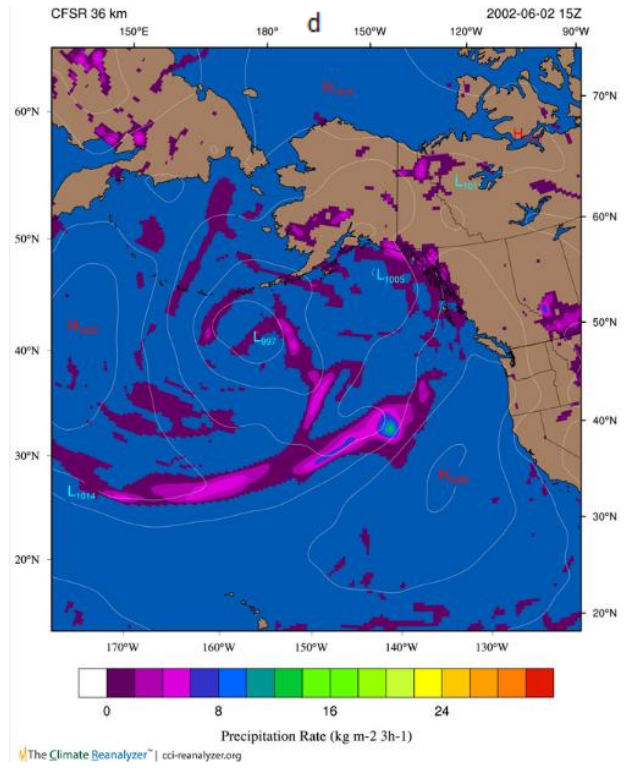 CFSR 36 km
d
2002-06-02 15Z
150°E 180° 150°W 120°W 90°W
60°N
70°N
H
L
60°N
50°N
L1005
H
L997
50°N
40°N
40°N
30°N
H
L1014
30°N
20°N
20°N
170°W 160°W 150°W 140°W 130°W
0 8 16 24
Precipitation Rate (kg m-2 3h-1)
The Climate Reanalyzer™ | cci-reanalyzer.org